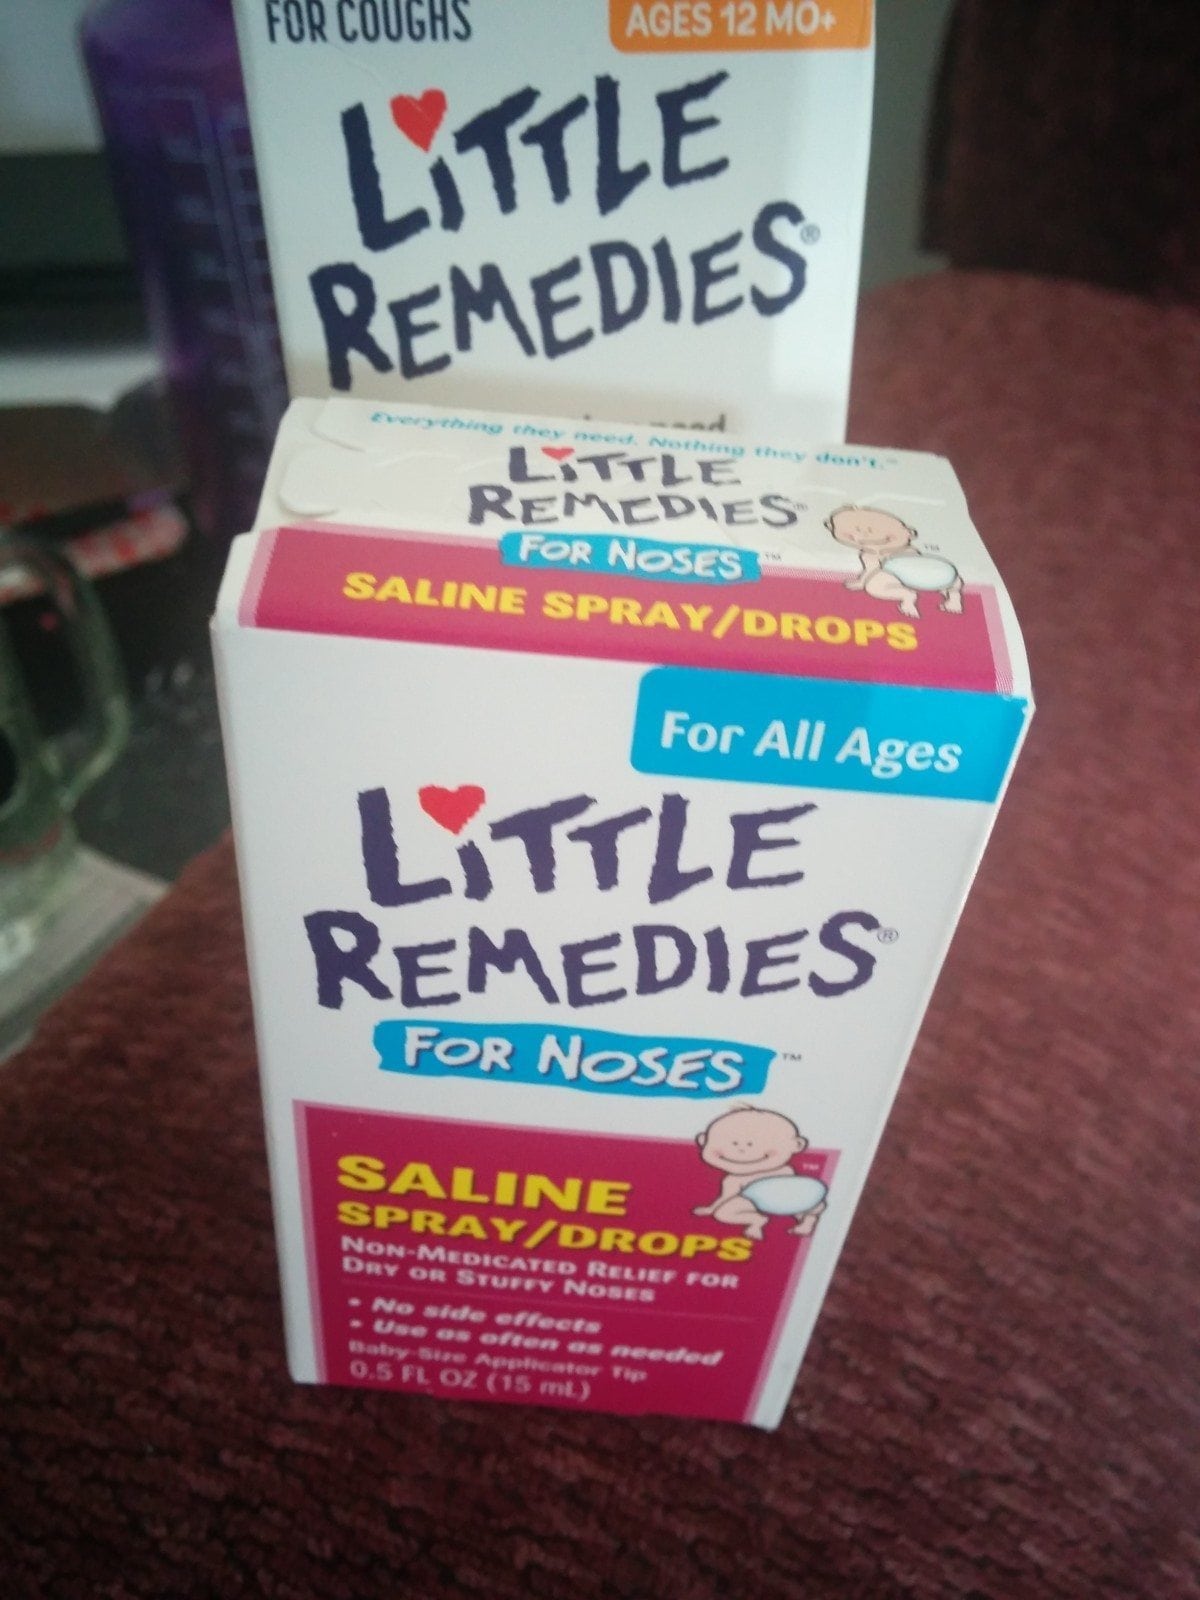 FOR COUGHS
AGES 12 MO+
LiTTLE
REMEDIES®
need
Everything they need. Nothing they don't.™
LiTTLE
REMEDIES®
FOR NOSES™
SALINE SPRAY/DROPS
™
For All Ages
LiTTLE
REMEDIES®
FOR NOSES™
SALINE
SPRAY/DROPS
™
NON-MEDICATED RELIEF FOR
DRY OR STUFFY NOSES
• No side effects
• Use as often as needed
Baby-Size Applicator Tip
0.5 FL OZ (15 mL)